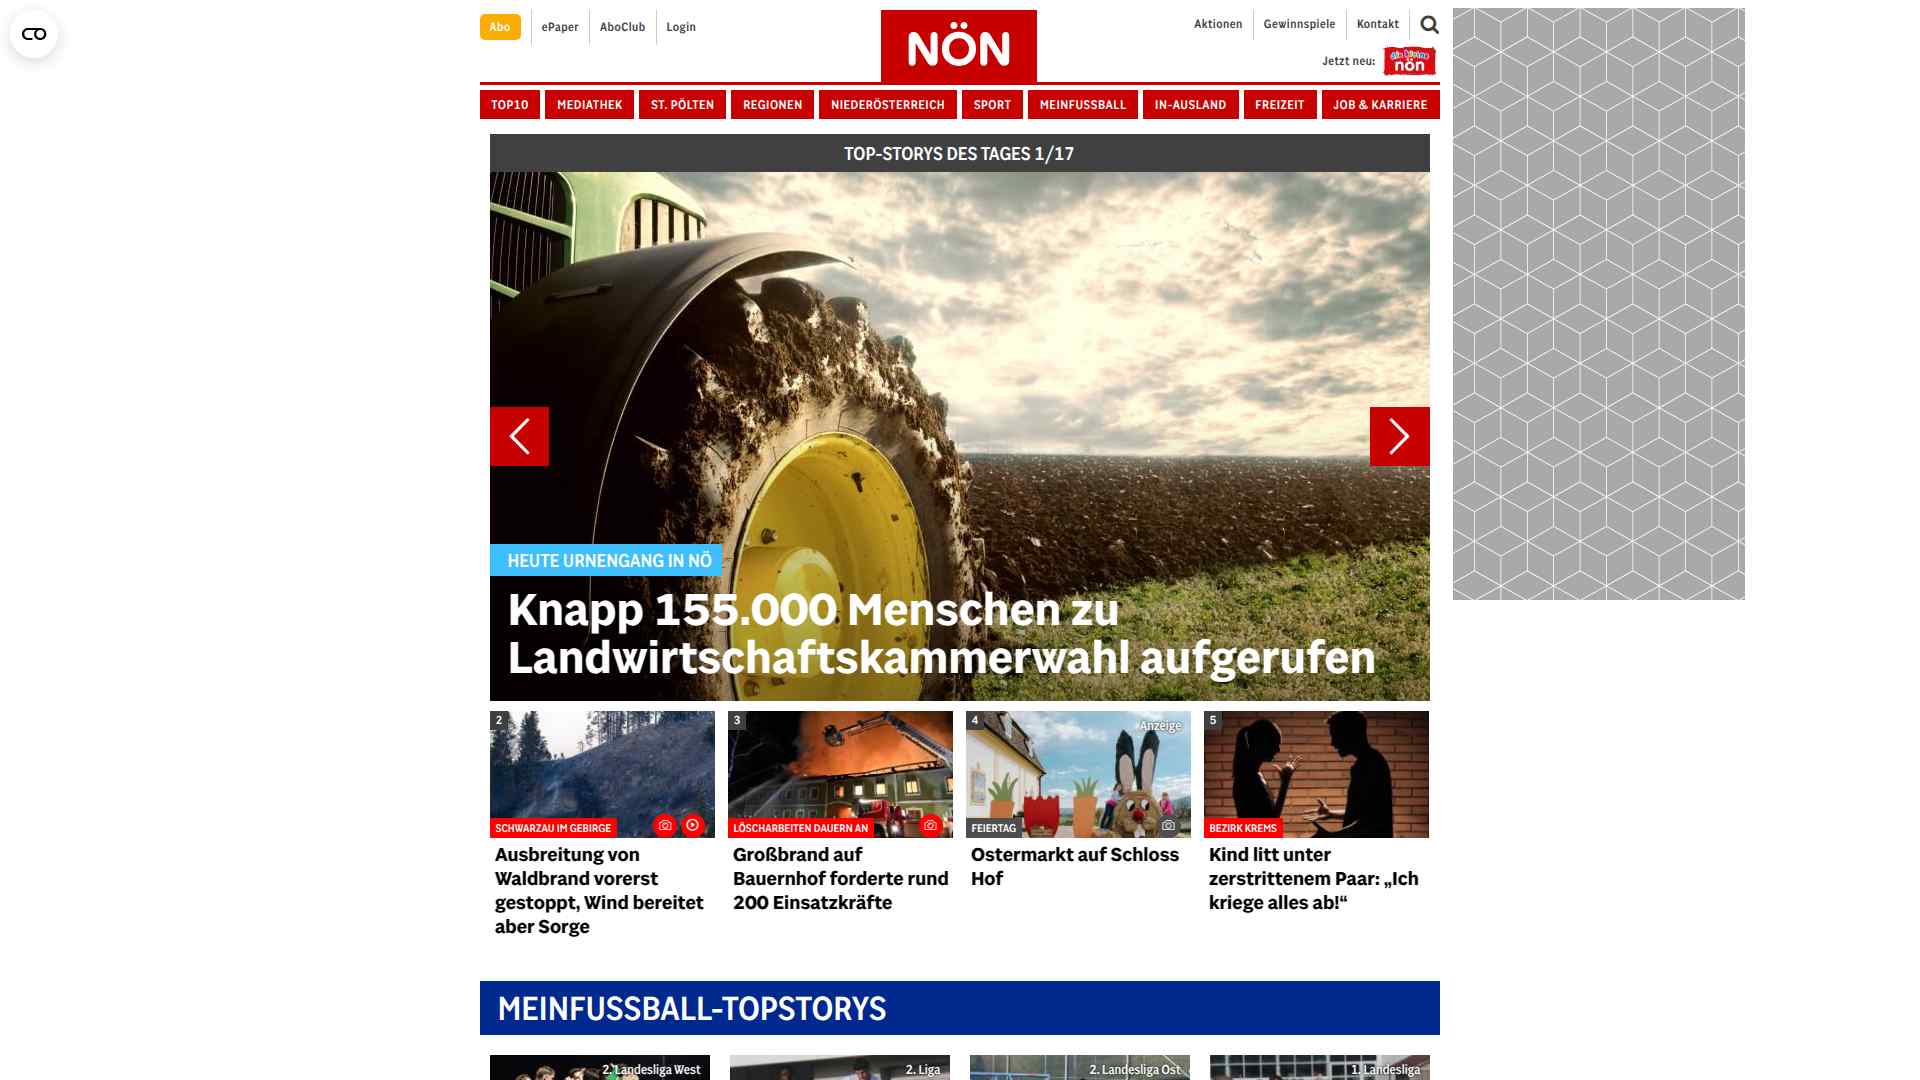 Abo
ePaper
AboClub
Login
NÖN
Aktionen
Gewinnspiele
Kontakt
Jetzt neu:
die kleine
nön
TOP10
MEDIATHEK
ST. PÖLTEN
REGIONEN
NIEDERÖSTERREICH
SPORT
MEINFUSSBALL
IN-AUSLAND
FREIZEIT
JOB & KARRIERE
TOP-STORYS DES TAGES 1/17
HEUTE URNENGANG IN NÖ
Knapp 155.000 Menschen zu
Landwirtschaftskammerwahl aufgerufen
2
SCHWARZAU IM GEBIRGE
Ausbreitung von
Waldbrand vorerst
gestoppt, Wind bereitet
aber Sorge
3
LÖSCHARBEITEN DAUERN AN
Großbrand auf
Bauernhof forderte rund
200 Einsatzkräfte
4
Anzeige
FEIERTAG
Ostermarkt auf Schloss
Hof
5
BEZIRK KREMS
Kind litt unter
zerstrittenem Paar: „Ich
kriege alles ab!“
MEINFUSSBALL-TOPSTORYS
2. Landesliga West
2. Liga
2. Landesliga Ost
1. Landesliga